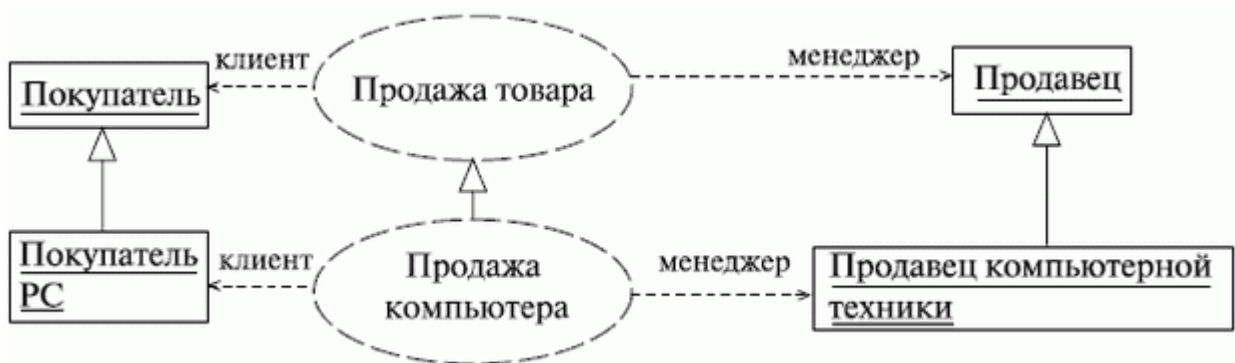 клиент
менеджер
Покупатель
Продажа товара
Продавец
Покупатель
PC
клиент
Продажа
компьютера
менеджер
Продавец компьютерной
техники